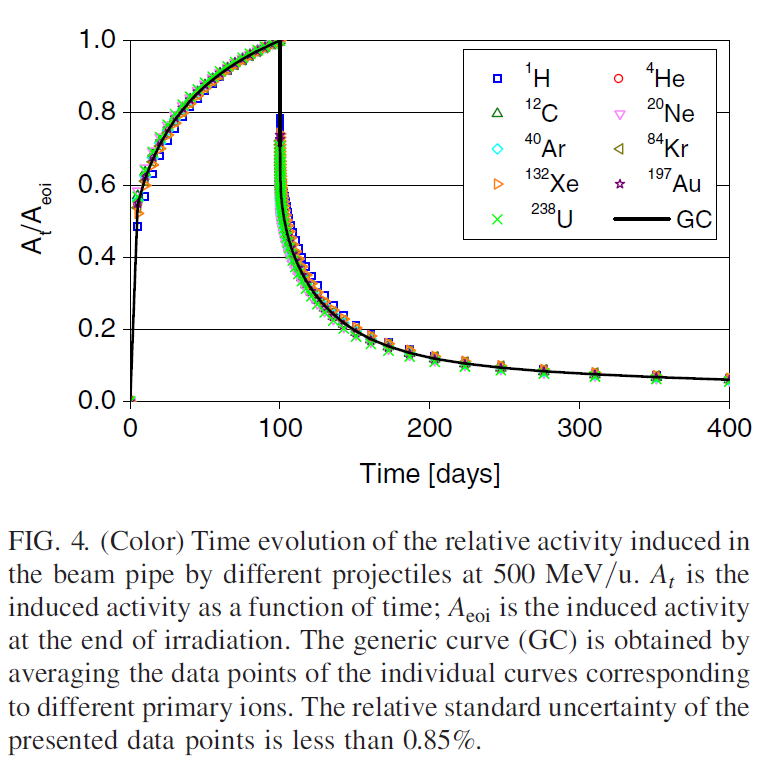 1.0
0.8
0.6
0.4
0.2
0.0
A_t/A_eoi
0
100
200
300
400
Time [days]
¹H
⁴He
¹²C
²⁰Ne
⁴⁰Ar
⁸⁴Kr
¹³²Xe
¹⁹⁷Au
²³⁸U
GC
FIG. 4. (Color) Time evolution of the relative activity induced in
the beam pipe by different projectiles at 500 MeV/u. A_t is the
induced activity as a function of time; A_eoi is the induced activity
at the end of irradiation. The generic curve (GC) is obtained by
averaging the data points of the individual curves corresponding
to different primary ions. The relative standard uncertainty of the
presented data points is less than 0.85%.